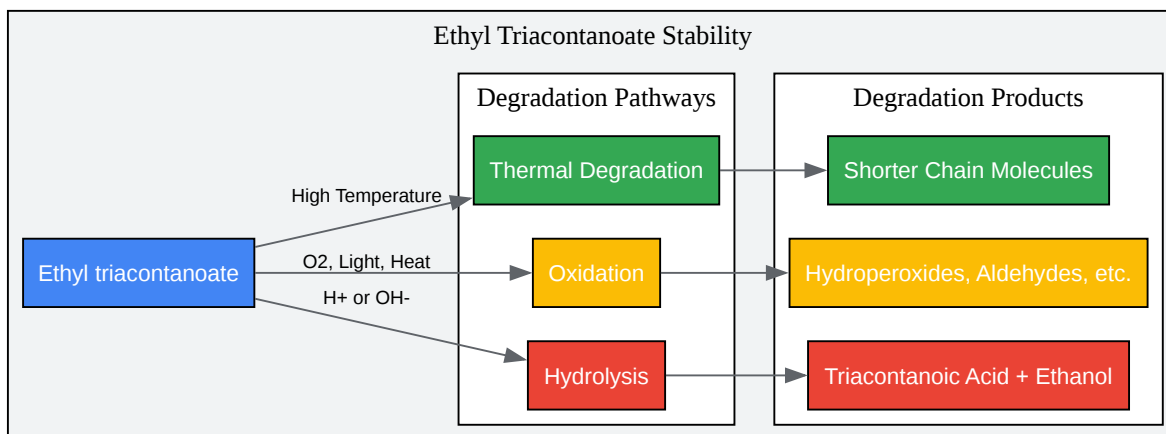 Ethyl Triacontanoate Stability
Degradation Pathways
Degradation Products
Thermal Degradation
Shorter Chain Molecules
High Temperature
Ethyl triacontanoate
O2, Light, Heat
Oxidation
Hydroperoxides, Aldehydes, etc.
H+ or OH-
Hydrolysis
Triacontanoic Acid + Ethanol